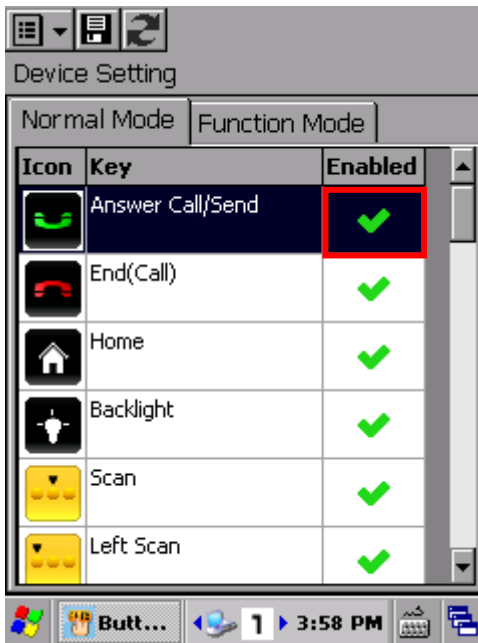 Device Setting
Normal Mode Function Mode
Icon Key Enabled
Answer Call/Send
End(Call)
Home
Backlight
Scan
Left Scan
Butt... 1 3:58 PM